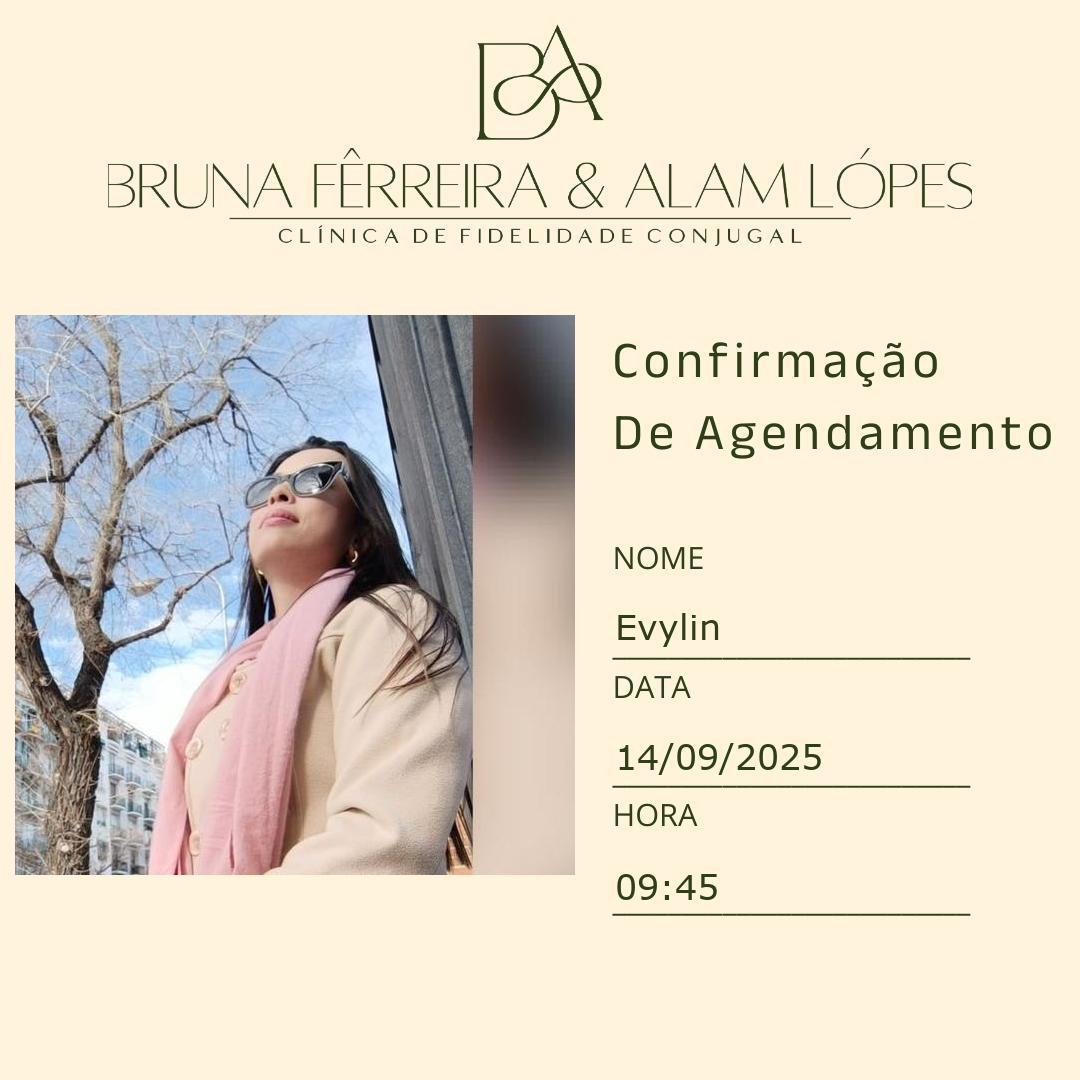 BA
BRUNA FÊRREIRA & ALAM LÓPES
CLÍNICA DE FIDELIDADE CONJUGAL
Confirmação
De Agendamento
NOME
Evylin
DATA
14/09/2025
HORA
09:45